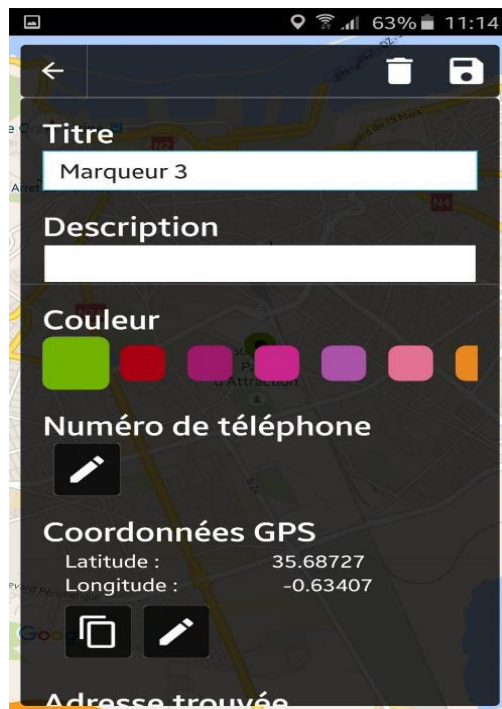 63% 11:14
Titre
Marqueur 3
Description
Couleur
d'Attraction
Numéro de téléphone
Coordonnées GPS
Latitude : 35.68727
Longitude : -0.63407
Adresse trouvée